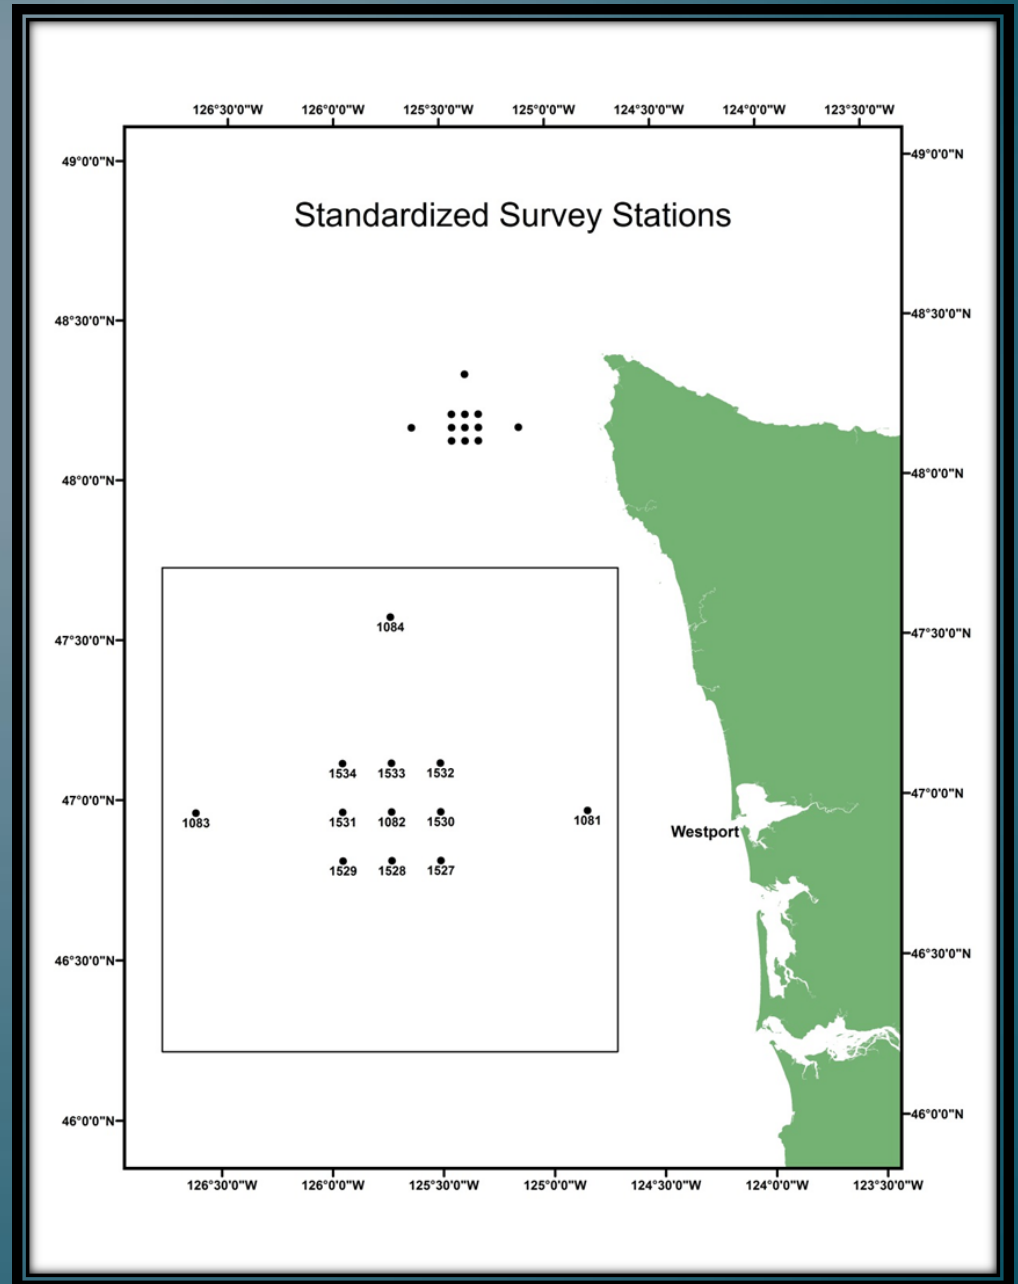 126°30'0"W 126°0'0"W 125°30'0"W 125°0'0"W 124°30'0"W 124°0'0"W 123°30'0"W
49°0'0"N 49°0'0"N
Standardized Survey Stations
48°30'0"N 48°30'0"N
48°0'0"N 48°0'0"N
1084
47°30'0"N 47°30'0"N
1534 1533 1532
47°0'0"N 47°0'0"N
1083 1531 1082 1530 1081
Westport
1529 1528 1527
46°30'0"N 46°30'0"N
46°0'0"N 46°0'0"N
126°30'0"W 126°0'0"W 125°30'0"W 125°0'0"W 124°30'0"W 124°0'0"W 123°30'0"W